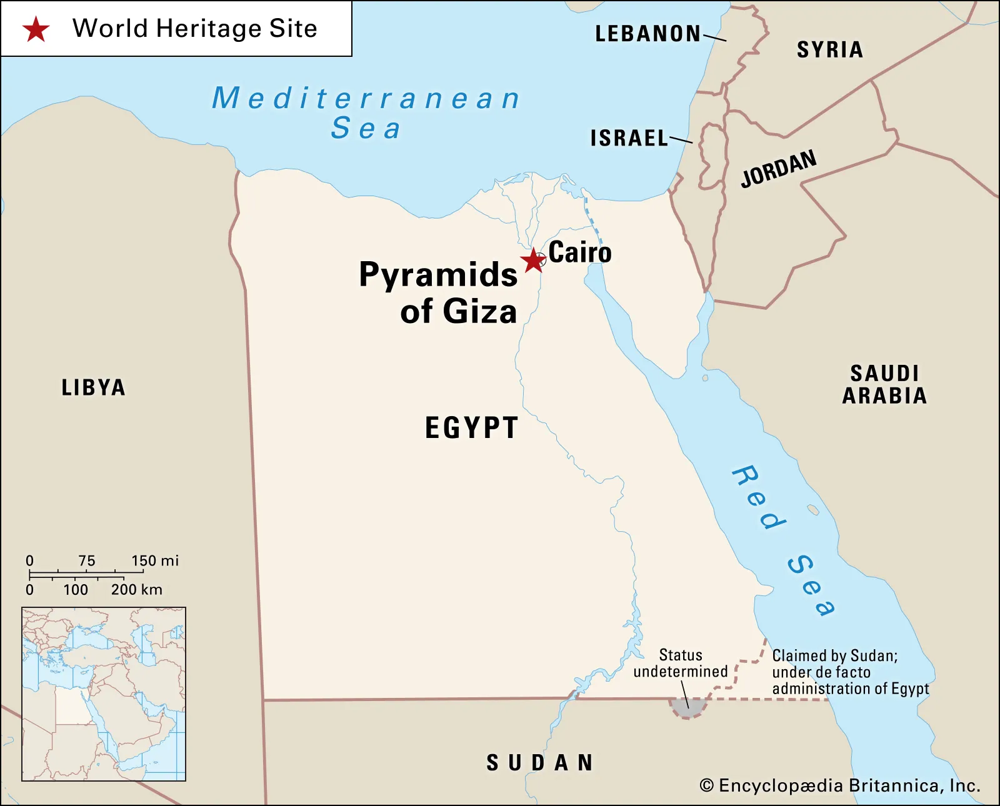 World Heritage Site
LEBANON
SYRIA
Mediterranean
Sea
ISRAEL
JORDAN
Cairo
Pyramids
of Giza
LIBYA
SAUDI
ARABIA
EGYPT
Red Sea
0 75 150 mi
0 100 200 km
Status
undetermined
Claimed by Sudan;
under de facto
administration of Egypt
SUDAN
© Encyclopædia Britannica, Inc.